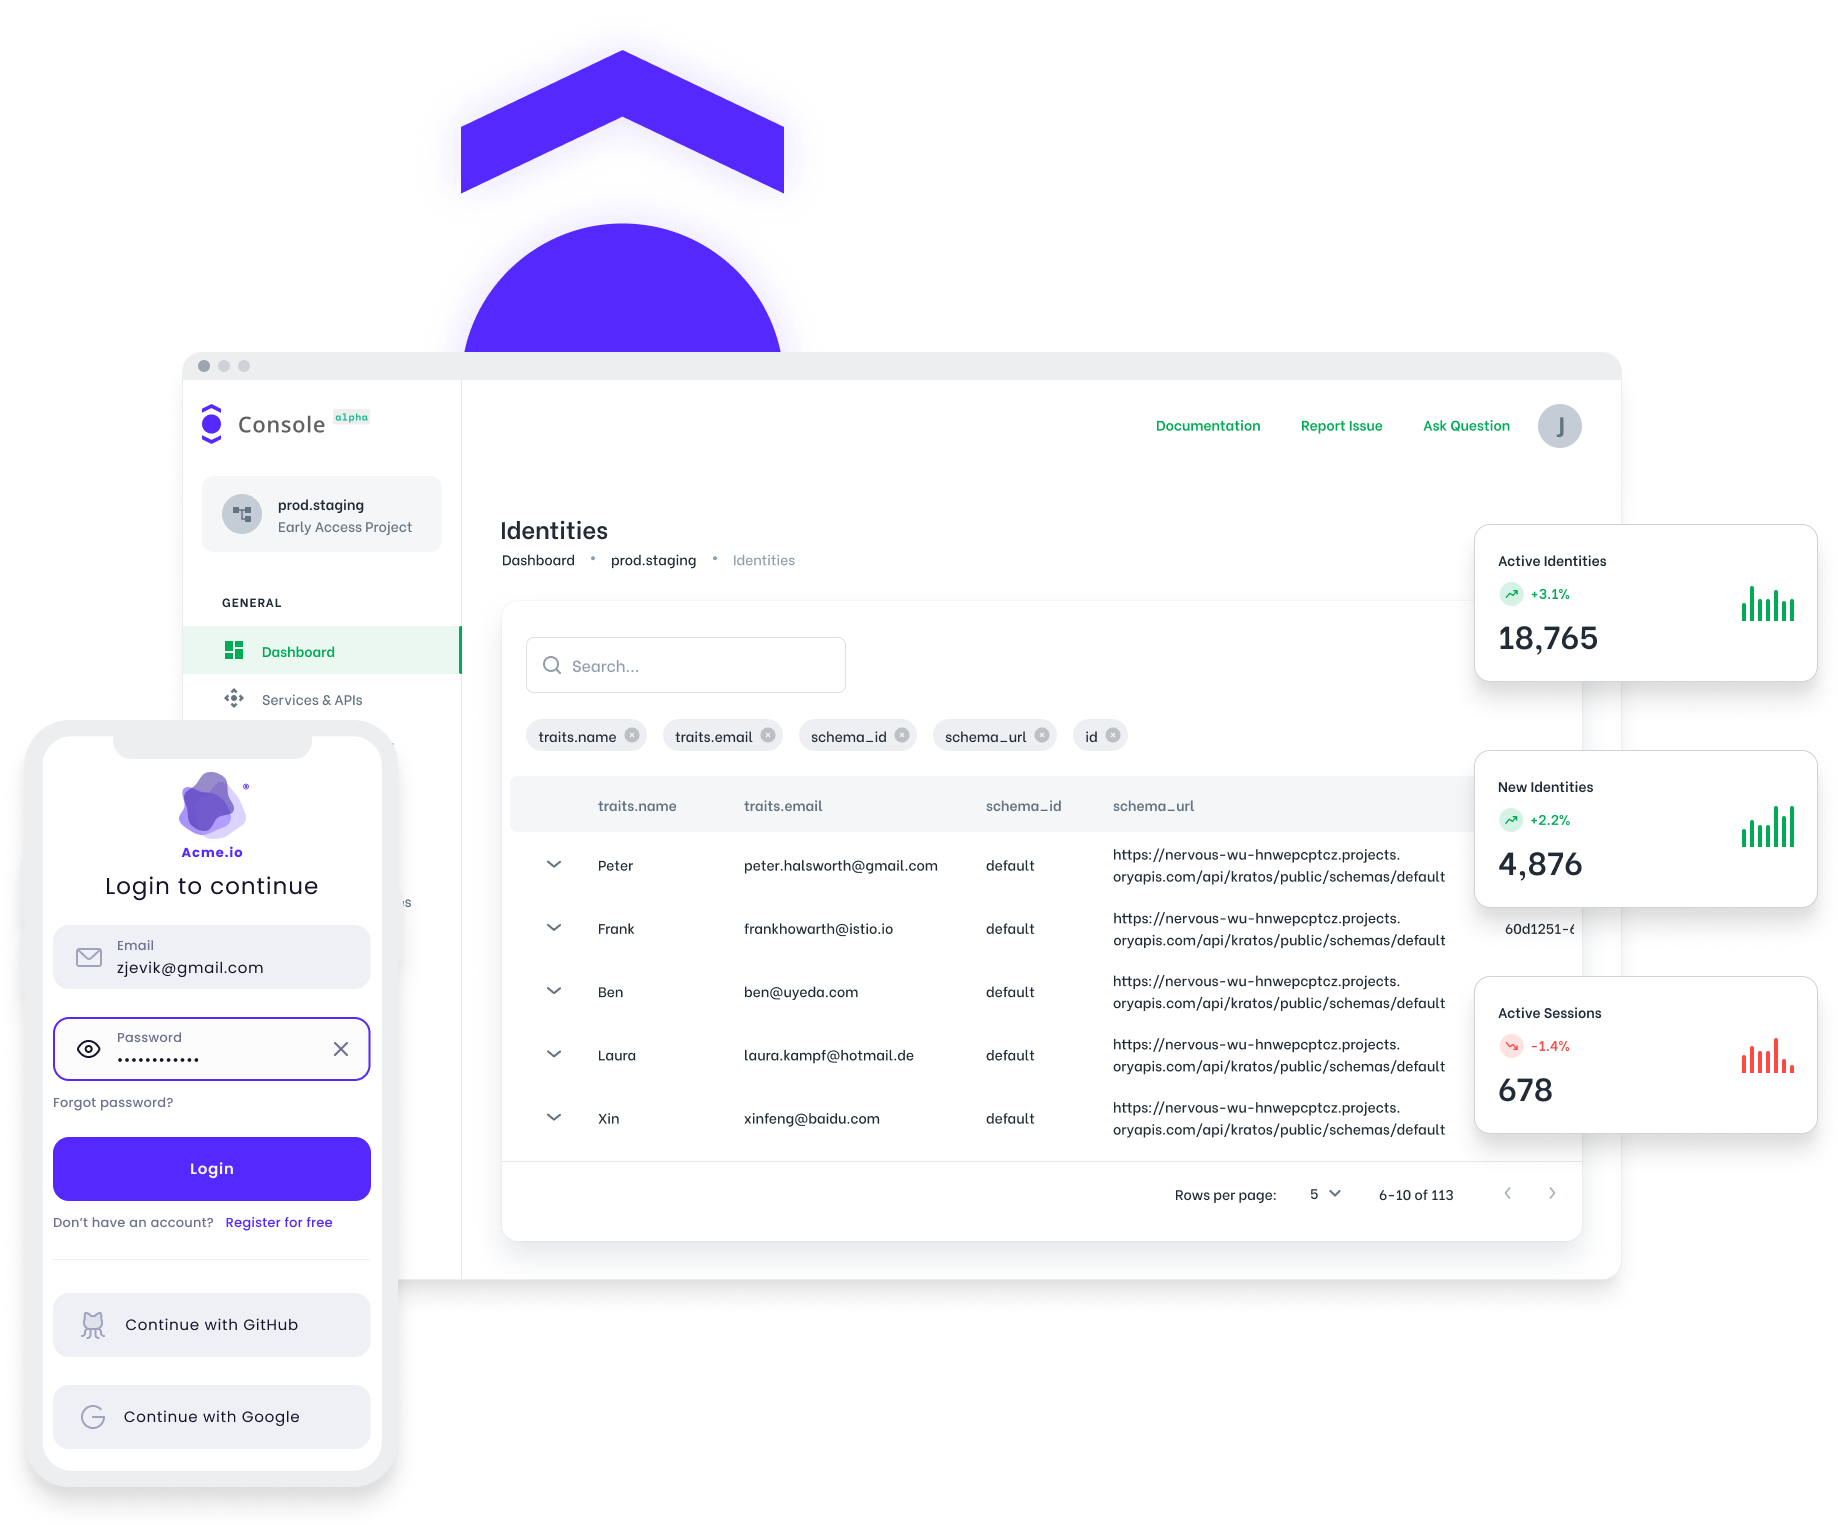 Console alpha
Documentation Report Issue Ask Question J
prod.staging
Early Access Project
GENERAL
Dashboard
Services & APIs
Identities
Dashboard • prod.staging • Identities
Search...
traits.name traits.email schema_id schema_url id
traits.name traits.email schema_id schema_url
Peter peter.halsworth@gmail.com default https://nervous-wu-hnwepcptcz.projects.
oryapis.com/api/kratos/public/schemas/default
Frank frankhowarth@istio.io default https://nervous-wu-hnwepcptcz.projects.
oryapis.com/api/kratos/public/schemas/default
60d1251-
Ben ben@uyeda.com default https://nervous-wu-hnwepcptcz.projects.
oryapis.com/api/kratos/public/schemas/default
Laura laura.kampf@hotmail.de default https://nervous-wu-hnwepcptcz.projects.
oryapis.com/api/kratos/public/schemas/default
Xin xinfeng@baidu.com default https://nervous-wu-hnwepcptcz.projects.
oryapis.com/api/kratos/public/schemas/default
Rows per page: 5 6-10 of 113
Active Identities
+3.1%
18,765
New Identities
+2.2%
4,876
Active Sessions
-1.4%
678
®
Acme.io
Login to continue
Email
zjevik@gmail.com
Password
••••••••••••
Forgot password?
Login
Don't have an account? Register for free
Continue with GitHub
Continue with Google